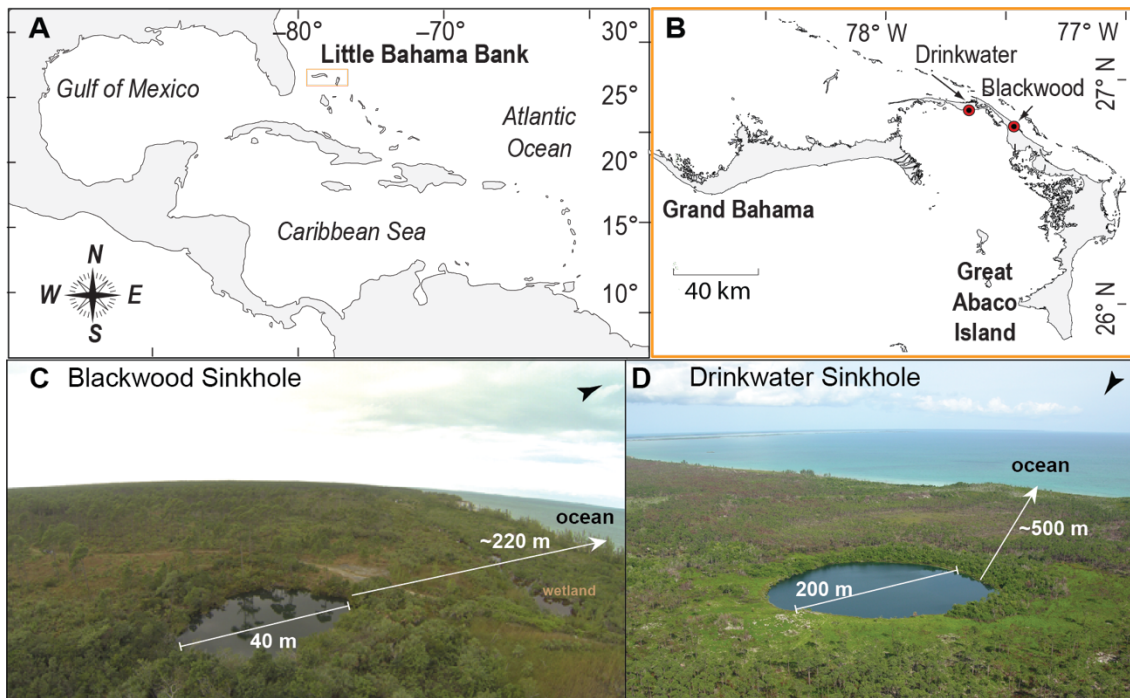 A
−80
−70
30°
Little Bahama Bank
Gulf of Mexico
25°
Atlantic
Ocean
20°
15°
Caribbean Sea
10°
N
W E
S
B
78° W
77° W
Drinkwater
27° N
Blackwood
Grand Bahama
40 km
Great
Abaco
Island
26° N
C Blackwood Sinkhole
ocean
~220 m
wetland
40 m
D Drinkwater Sinkhole
ocean
~500 m
200 m